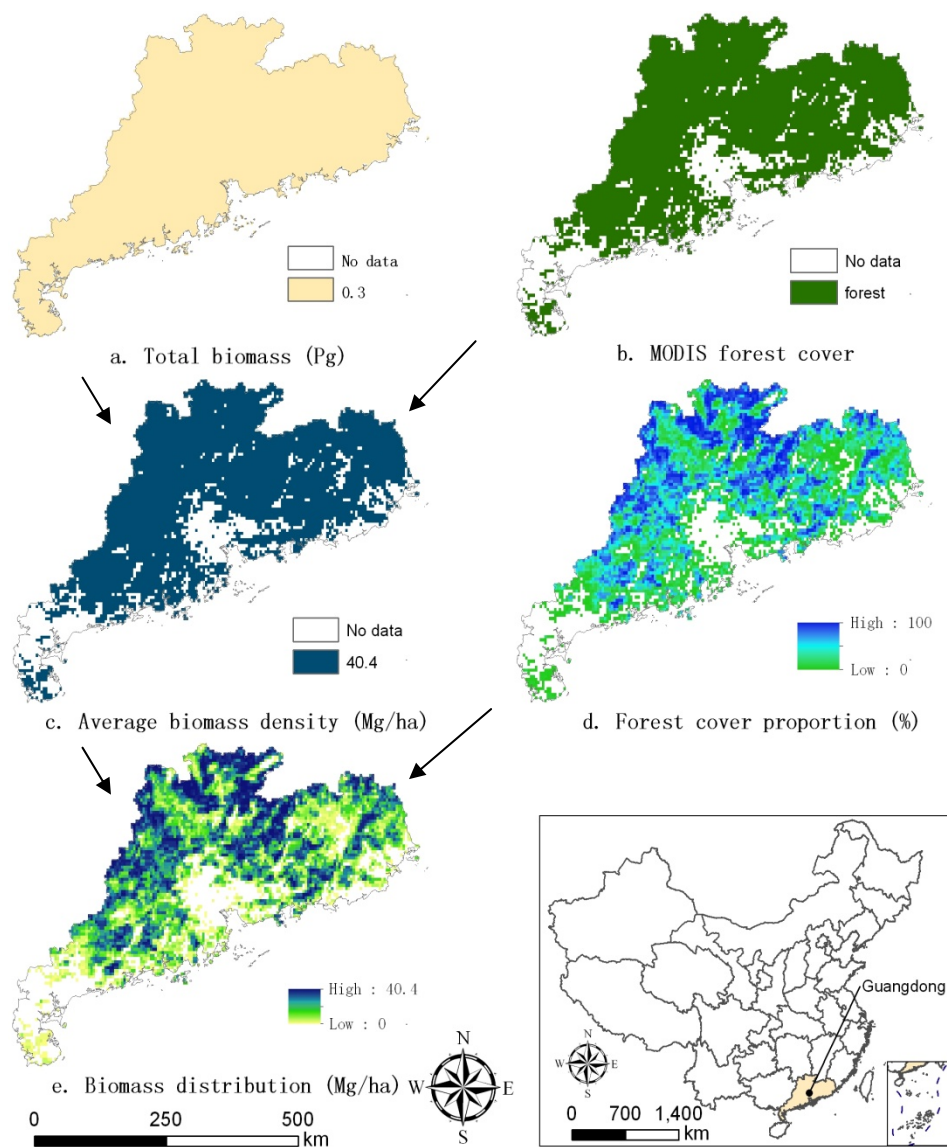 No data
0.3
a. Total biomass (Pg)
No data
forest
b. MODIS forest cover
No data
40.4
c. Average biomass density (Mg/ha)
High : 100
Low : 0
d. Forest cover proportion (%)
High : 40.4
Low : 0
e. Biomass distribution (Mg/ha)
0 250 500
km
N
W E
S
Guangdong
N
W E
S
0 700 1,400
km